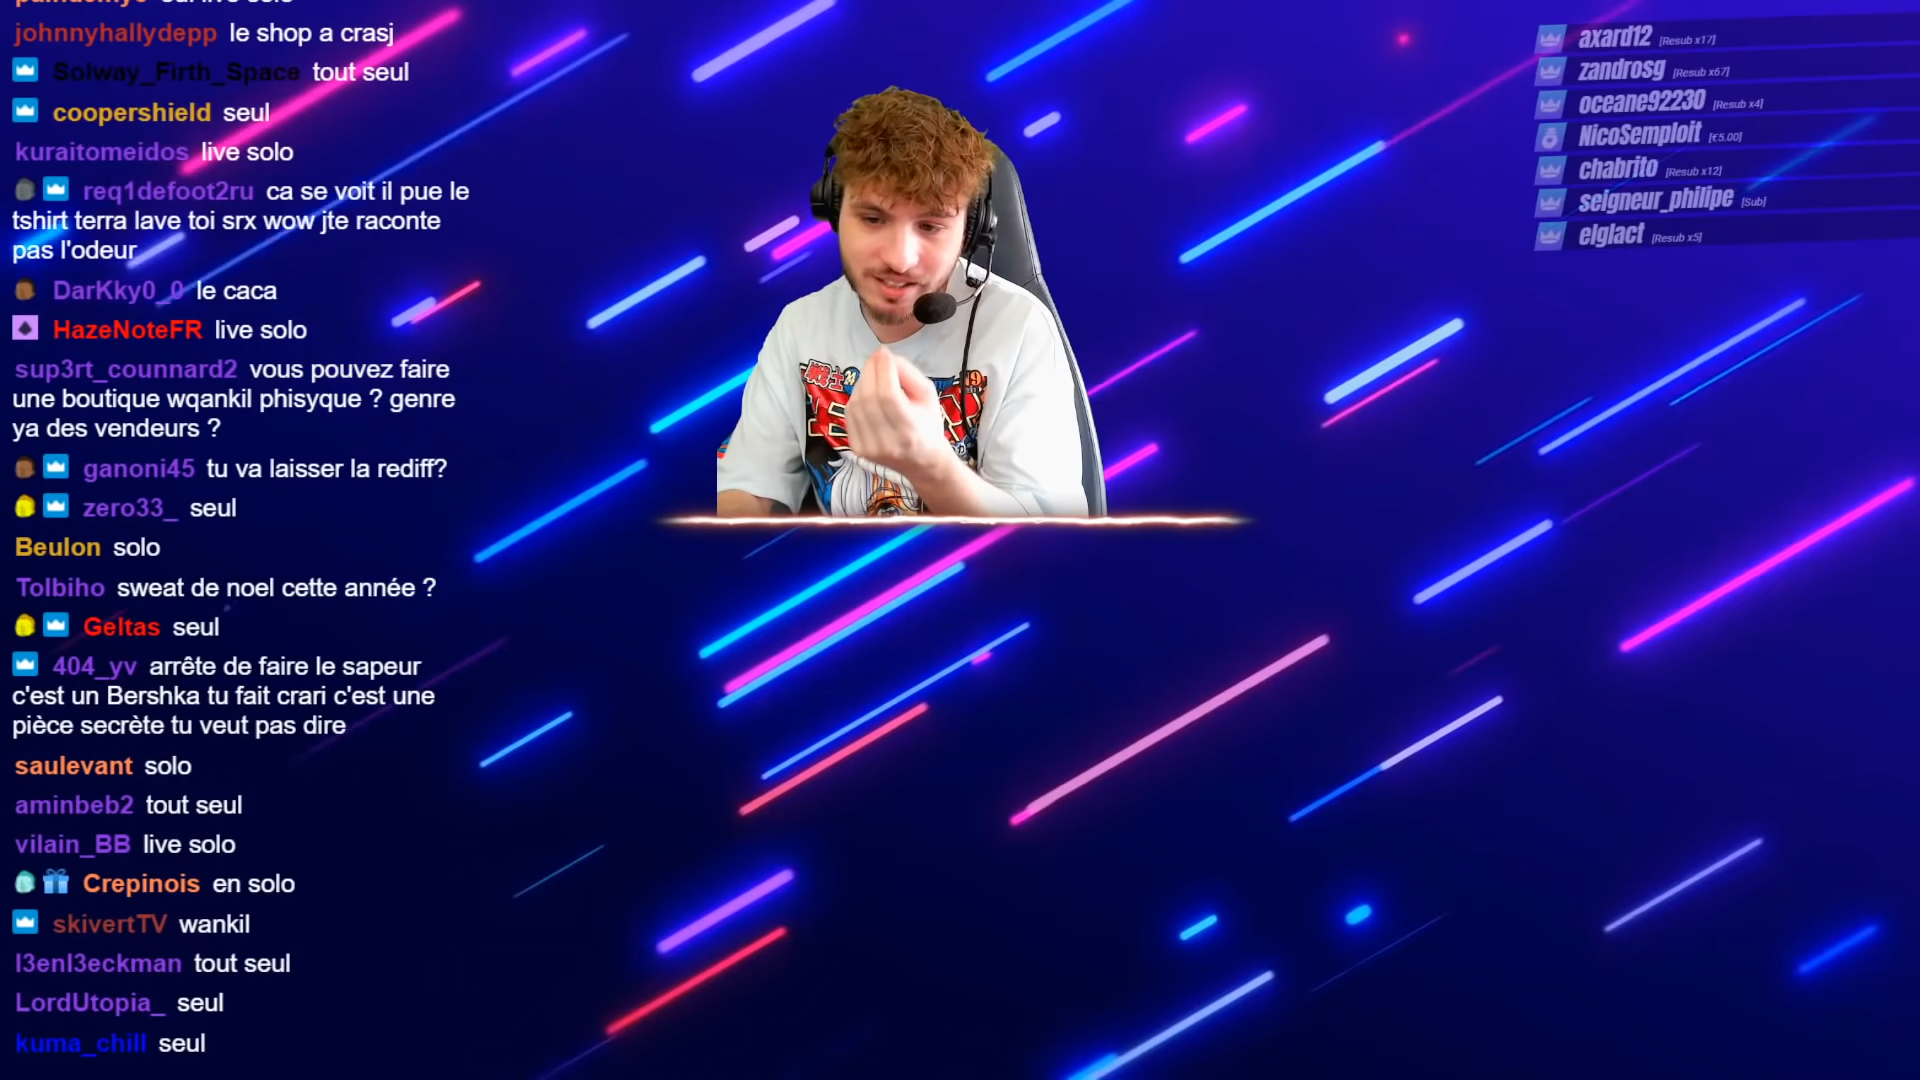 johnnyhallydepp le shop a crasj
Solway_Firth_Space tout seul
coopershield seul
kuraitomeidos live solo
req1defoot2ru ca se voit il pue le
tshirt terra lave toi srx wow jte raconte
pas l'odeur
DarKky0_0 le caca
HazeNoteFR live solo
sup3rt_counnard2 vous pouvez faire
une boutique wqankil phisyque ? genre
ya des vendeurs ?
ganoni45 tu va laisser la rediff?
zero33_ seul
Beulon solo
Tolbiho sweat de noel cette année ?
Geltas seul
404_yv arrête de faire le sapeur
c'est un Bershka tu fait crari c'est une
pièce secrète tu veut pas dire
saulevant solo
aminbeb2 tout seul
vilain_BB live solo
Crepinois en solo
skivertTV wankil
l3enl3eckman tout seul
LordUtopia_ seul
kuma_chill seul
axard12 [Resub x17]
zandrosg [Resub x67]
oceane92230 [Resub x4]
NicoSemploit [€5.00]
chabrito [Resub x12]
seigneur_philipe [Sub]
elglact [Resub x5]